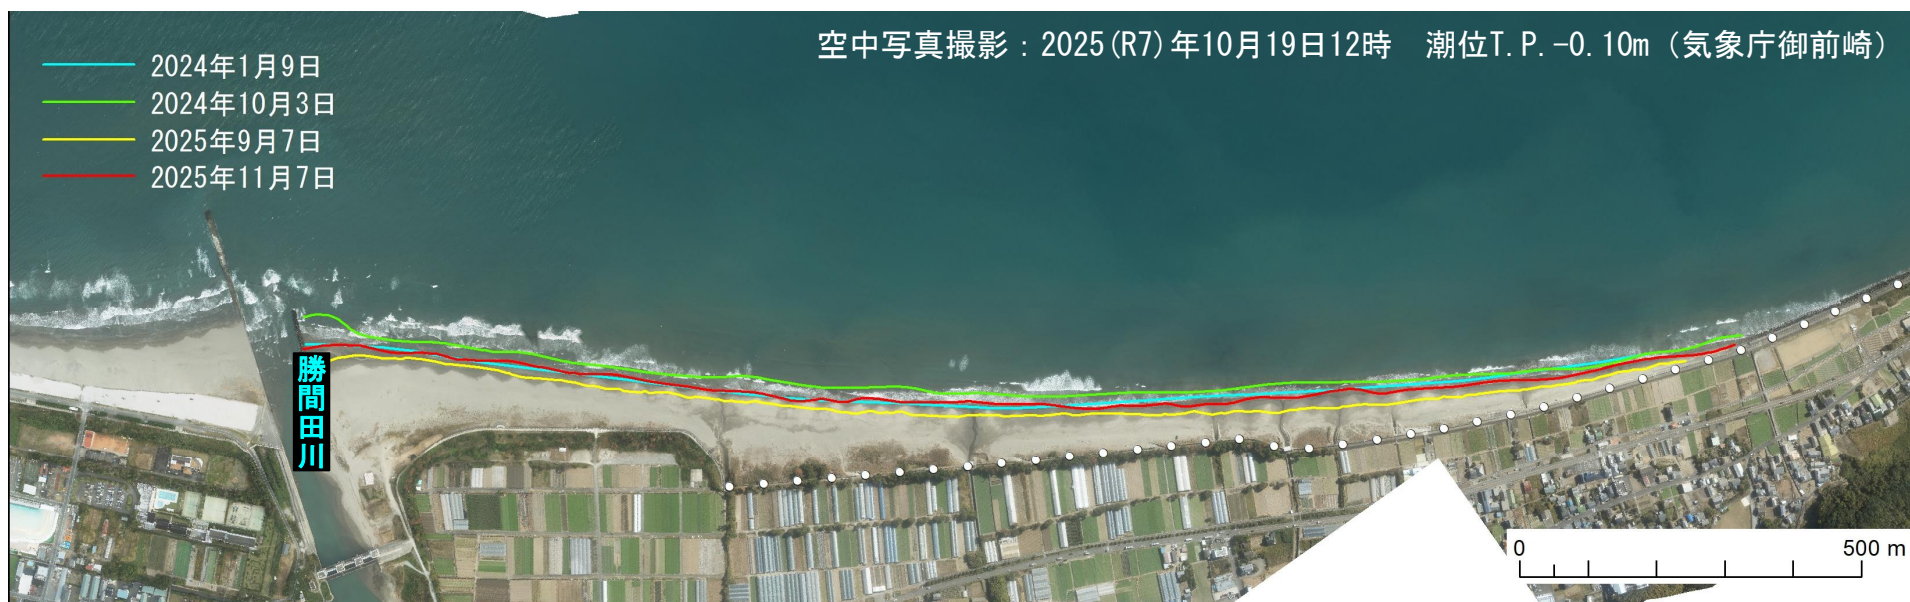 空中写真撮影：2025(R7)年10月19日12時　潮位T.P.-0.10m（気象庁御前崎）
2024年1月9日
2024年10月3日
2025年9月7日
2025年11月7日
勝間田川
0 500 m